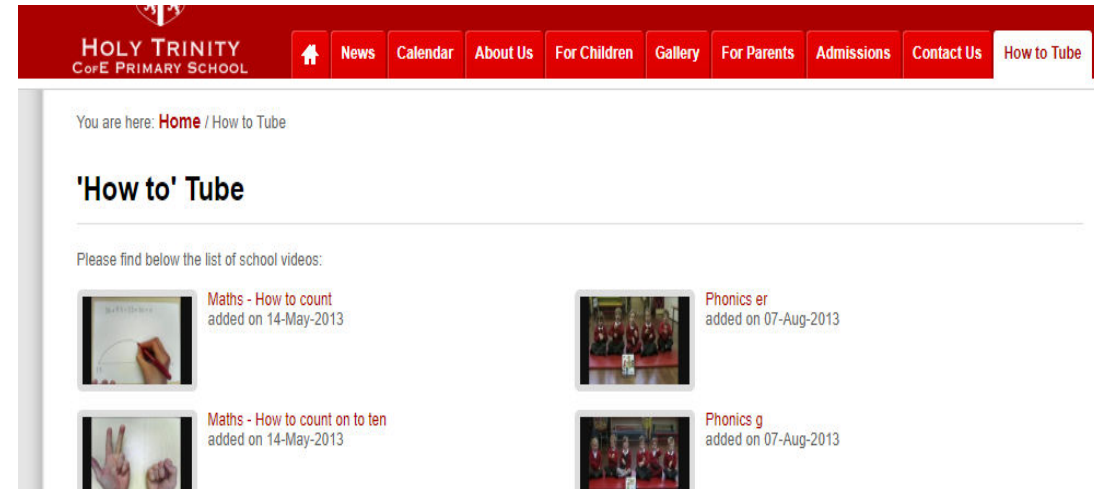 HOLY TRINITY
COFE PRIMARY SCHOOL
News Calendar About Us For Children Gallery For Parents Admissions Contact Us How to Tube
You are here: Home / How to Tube
'How to' Tube
Please find below the list of school videos:
Maths - How to count
added on 14-May-2013
Phonics er
added on 07-Aug-2013
Maths - How to count on to ten
added on 14-May-2013
Phonics g
added on 07-Aug-2013